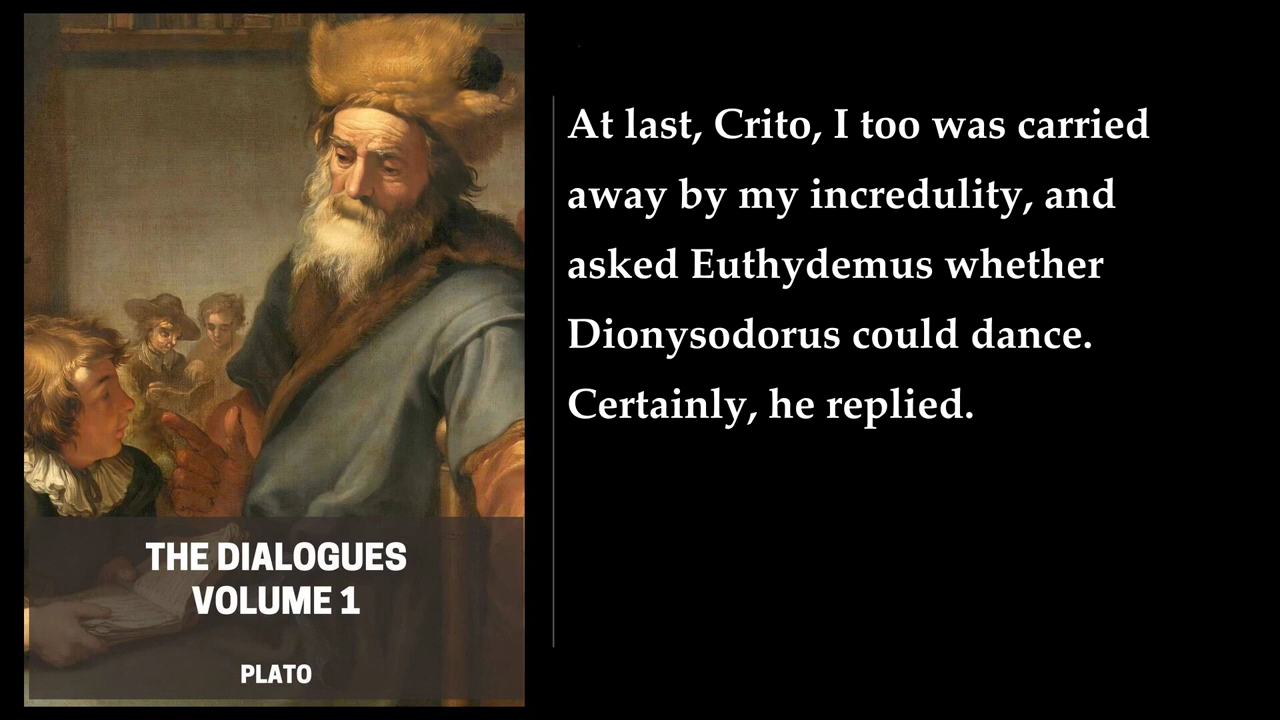 At last, Crito, I too was carried
away by my incredulity, and
asked Euthydemus whether
Dionysodorus could dance.
Certainly, he replied.
THE DIALOGUES
VOLUME 1
PLATO